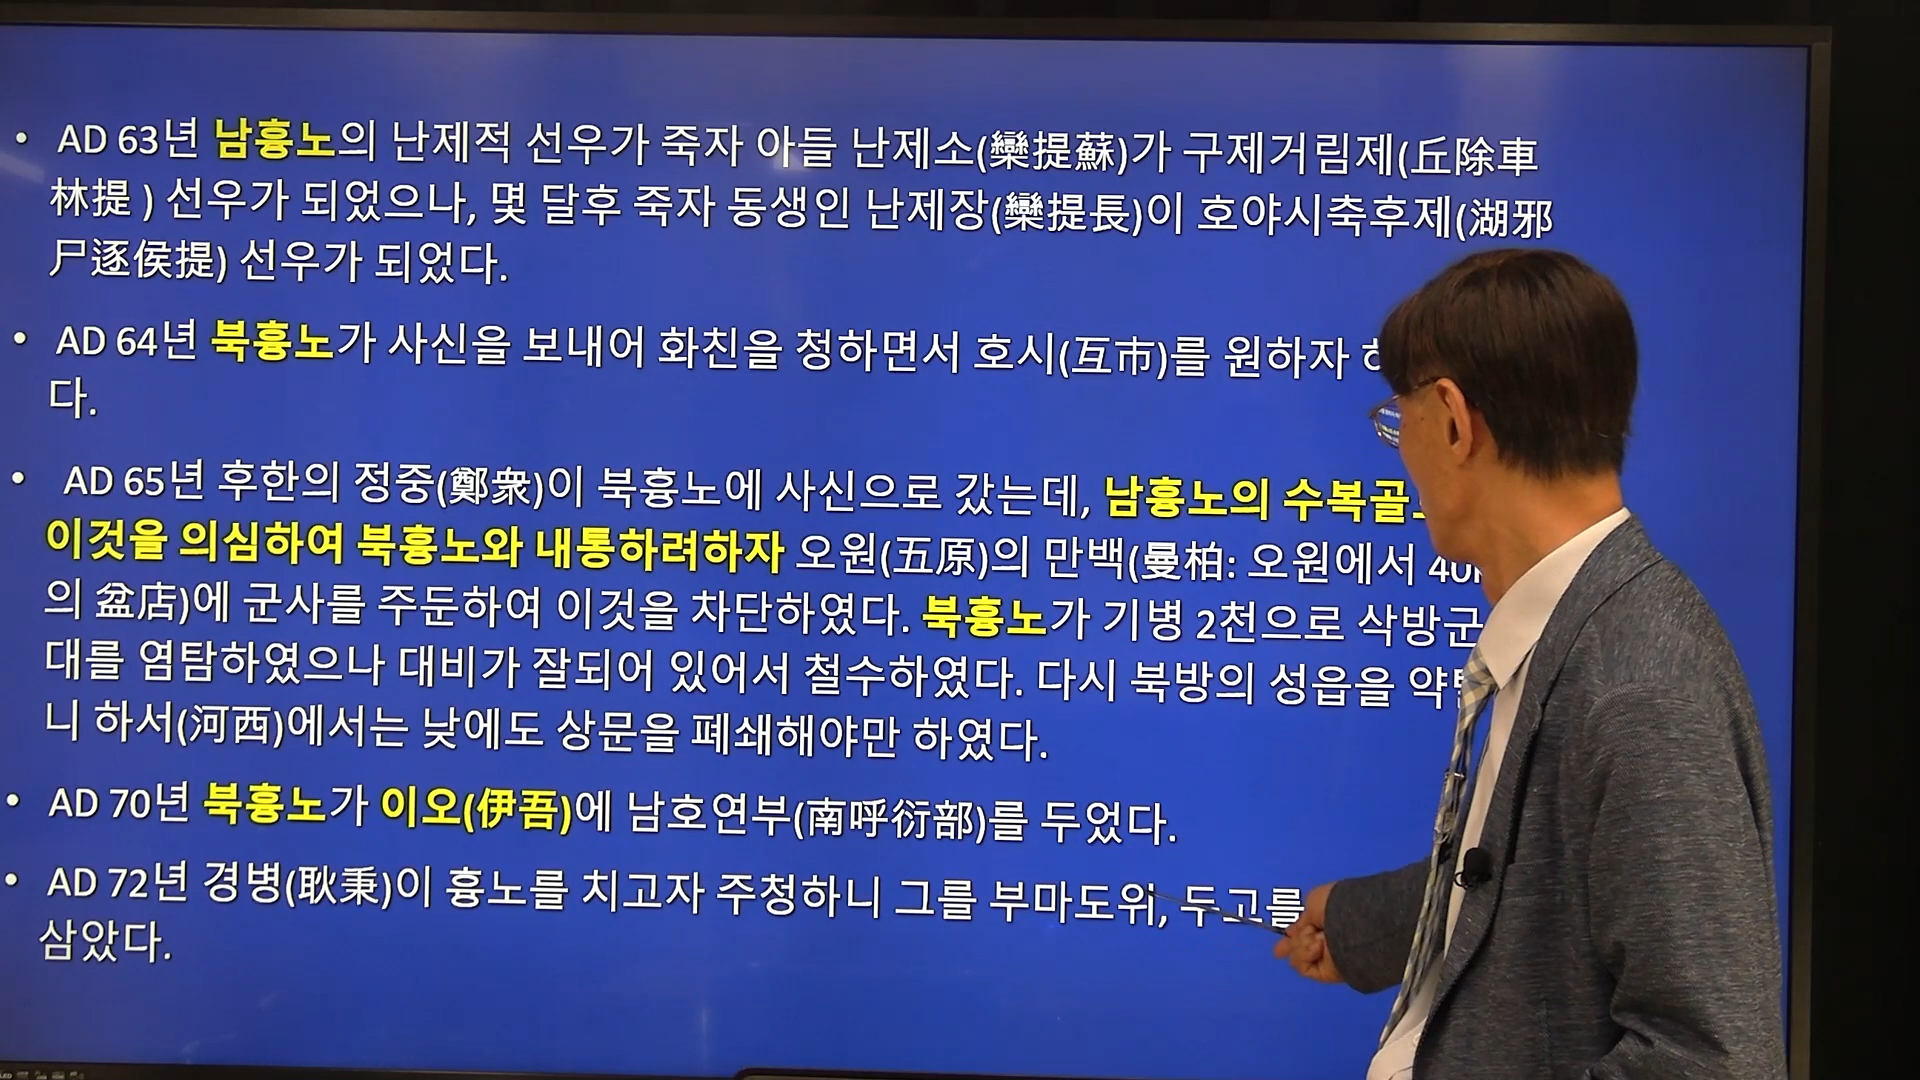 • AD 63년 남흉노의 난제적 선우가 죽자 아들 난제소(欒提蘇)가 구제거림제(丘除車
林提 ) 선우가 되었으나, 몇 달후 죽자 동생인 난제장(欒提長)이 호야시축후제(湖邪
尸逐侯提) 선우가 되었다.
• AD 64년 북흉노가 사신을 보내어 화친을 청하면서 호시(互市)를 원하자
다.
• AD 65년 후한의 정중(鄭衆)이 북흉노에 사신으로 갔는데, 남흉노의 수복골
이것을 의심하여 북흉노와 내통하려하자 오원(五原)의 만백(曼柏: 오원에서
의 盆店)에 군사를 주둔하여 이것을 차단하였다. 북흉노가 기병 2천으로 삭방군
대를 염탐하였으나 대비가 잘되어 있어서 철수하였다. 다시 북방의 성읍을
니 하서(河西)에서는 낮에도 상문을 폐쇄해야만 하였다.
• AD 70년 북흉노가 이오(伊吾)에 남호연부(南呼衍部)를 두었다.
• AD 72년 경병(耿秉)이 흉노를 치고자 주청하니 그를 부마도위, 두고를
삼았다.